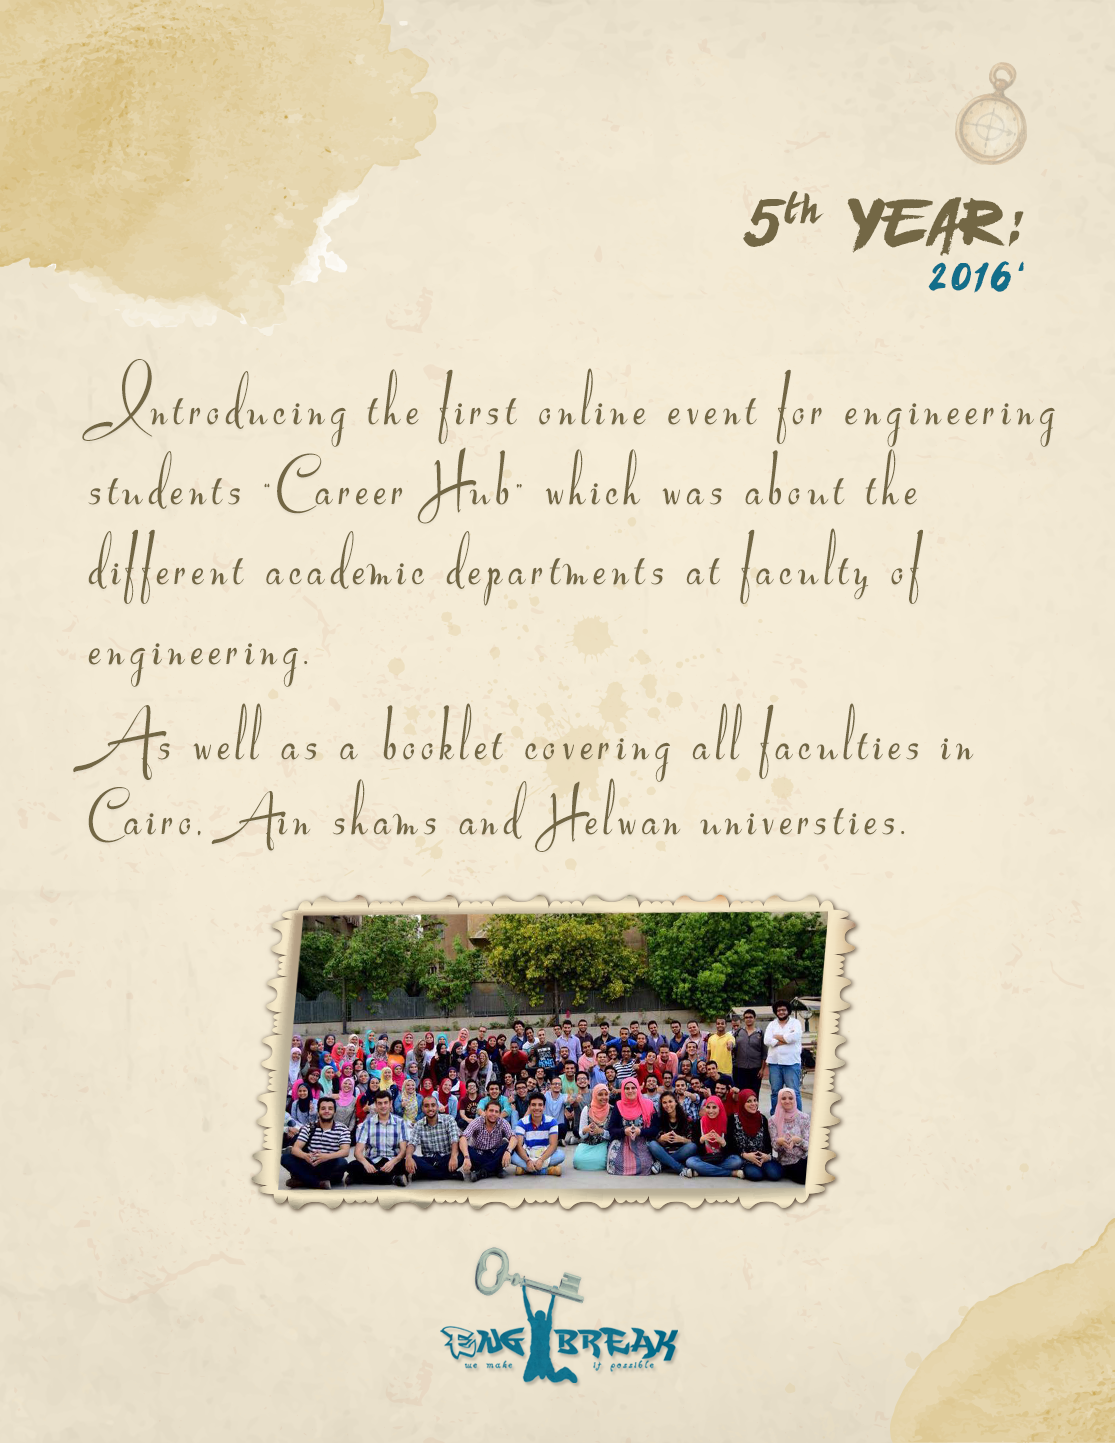 5th YEAR!
2016'
Introducing the first online event for engineering
students "Career Hub" which was about the
different academic departments at faculty of
engineering.
As well as a booklet covering all faculties in
Cairo, Ain shams and Helwan universties.
ENG BREAK
we make it possible